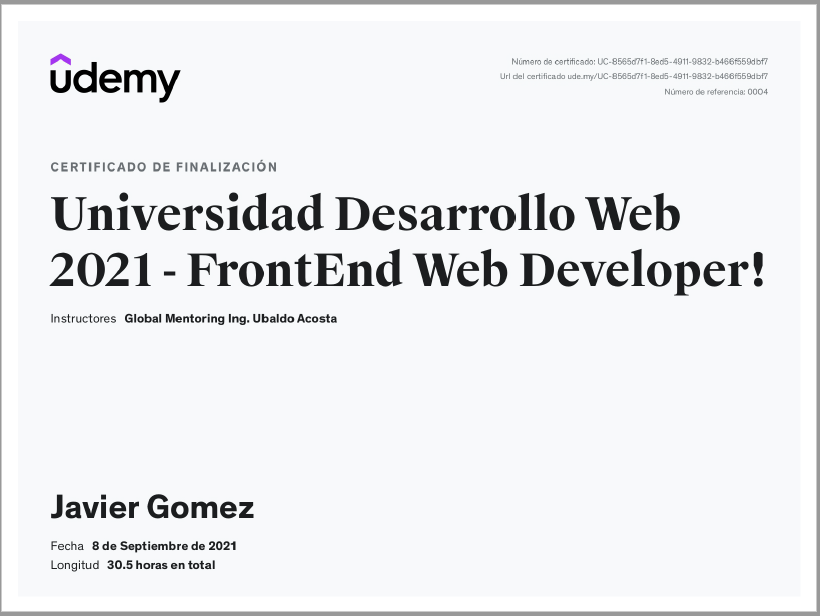 udemy
Número de certificado: UC-8565d7f1-8ed5-4911-9832-b466f559dbf7
Url del certificado ude.my/UC-8565d7f1-8ed5-4911-9832-b466f559dbf7
Número de referencia: 0004
CERTIFICADO DE FINALIZACIÓN
Universidad Desarrollo Web
2021 - FrontEnd Web Developer!
Instructores Global Mentoring Ing. Ubaldo Acosta
Javier Gomez
Fecha 8 de Septiembre de 2021
Longitud 30.5 horas en total